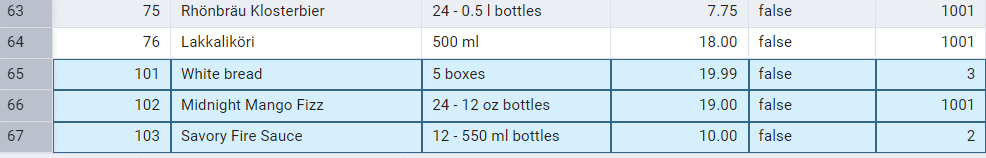 63 75 Rhönbräu Klosterbier 24 - 0.5 l bottles 7.75 false 1001
64 76 Lakkalikööri 500 ml 18.00 false 1001
65 101 White bread 5 boxes 19.99 false 3
66 102 Midnight Mango Fizz 24 - 12 oz bottles 19.00 false 1001
67 103 Savory Fire Sauce 12 - 550 ml bottles 10.00 false 2